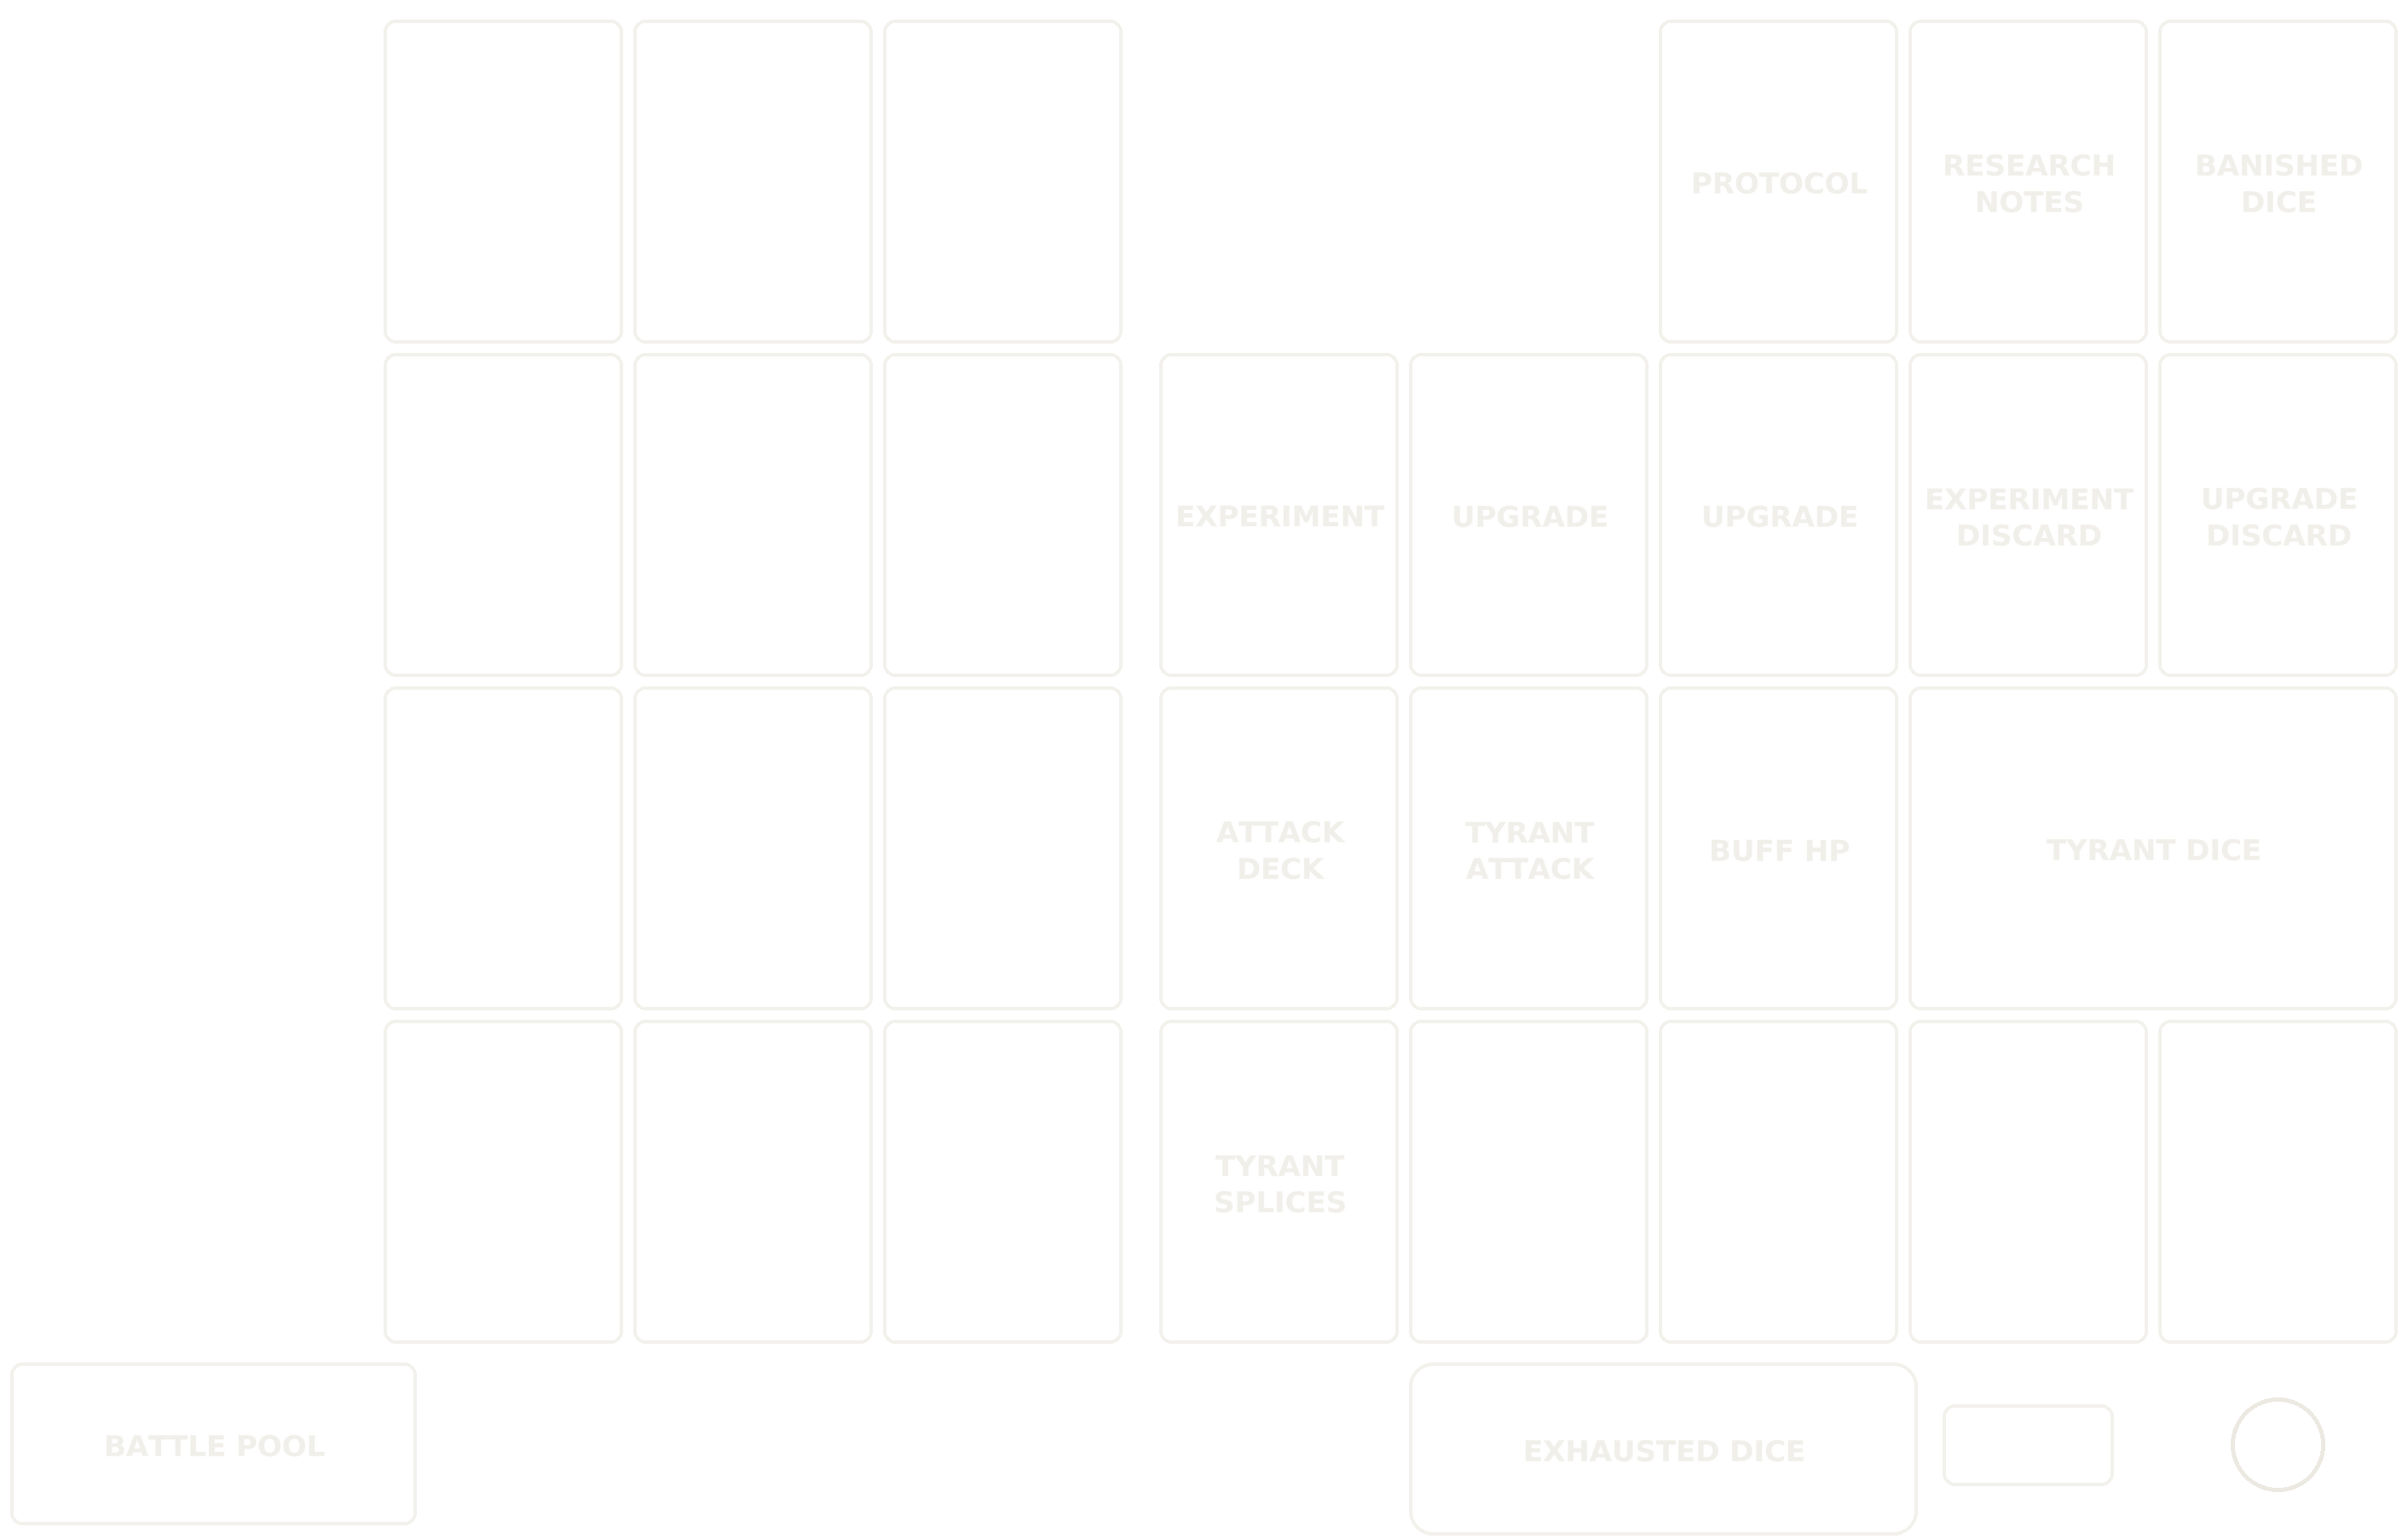 PROTOCOL
RESEARCH
NOTES
BANISHED
DICE
EXPERIMENT
UPGRADE
UPGRADE
EXPERIMENT
DISCARD
UPGRADE
DISCARD
ATTACK
DECK
TYRANT
ATTACK
BUFF HP
TYRANT DICE
TYRANT
SPLICES
BATTLE POOL
EXHAUSTED DICE